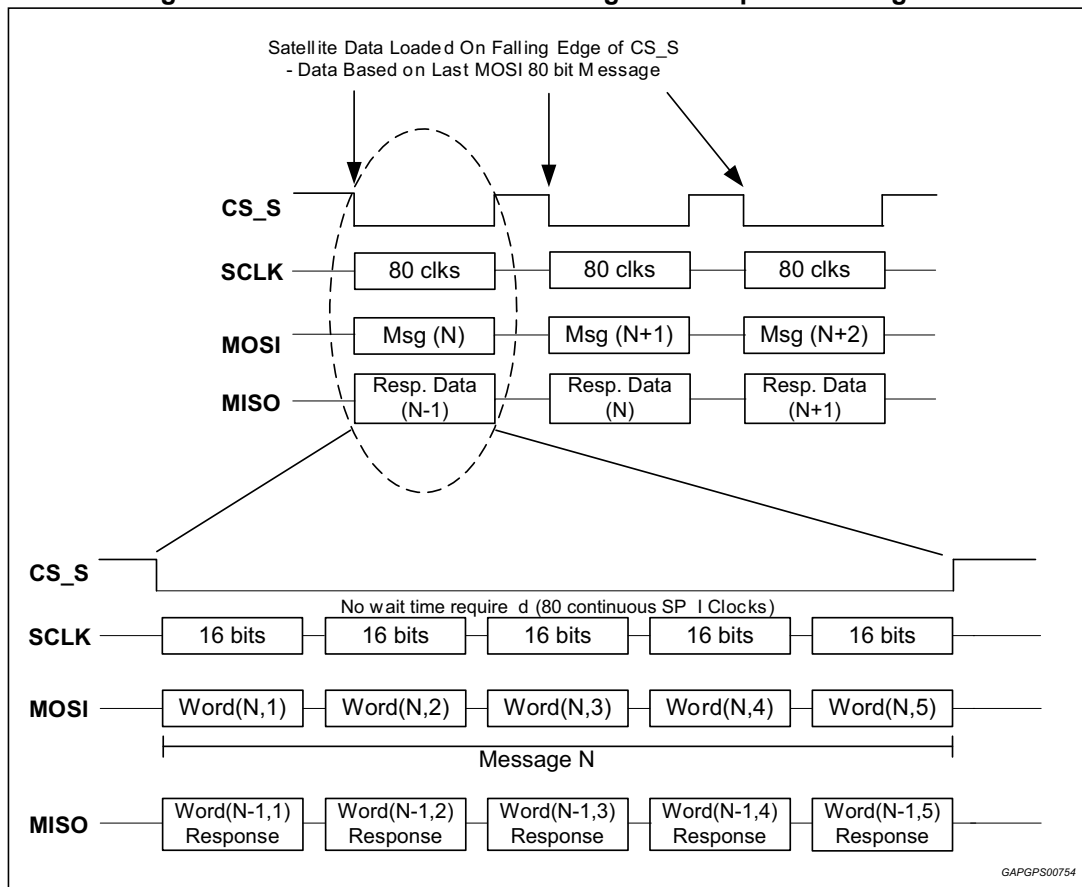 Satellite Data Loaded On Falling Edge of CS_S
- Data Based on Last MOSI 80 bit Message
CS_S
SCLK
80 clks
80 clks
80 clks
MOSI
Msg (N)
Msg (N+1)
Msg (N+2)
MISO
Resp. Data
(N-1)
Resp. Data
(N)
Resp. Data
(N+1)
CS_S
No wait time require d (80 continuous SP I Clocks)
SCLK
16 bits
16 bits
16 bits
16 bits
16 bits
MOSI
Word(N,1)
Word(N,2)
Word(N,3)
Word(N,4)
Word(N,5)
Message N
MISO
Word(N-1,1)
Response
Word(N-1,2)
Response
Word(N-1,3)
Response
Word(N-1,4)
Response
Word(N-1,5)
Response
GAPGPS00754